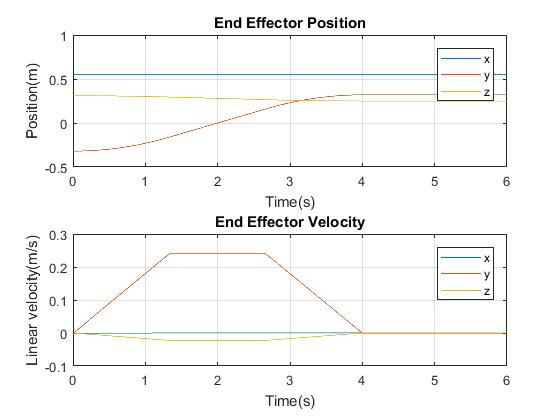 End Effector Position
1
0.5
0
-0.5
Position(m)
x
y
z
0 1 2 3 4 5 6
Time(s)
End Effector Velocity
0.3
0.2
0.1
0
-0.1
Linear velocity(m/s)
x
y
z
0 1 2 3 4 5 6
Time(s)